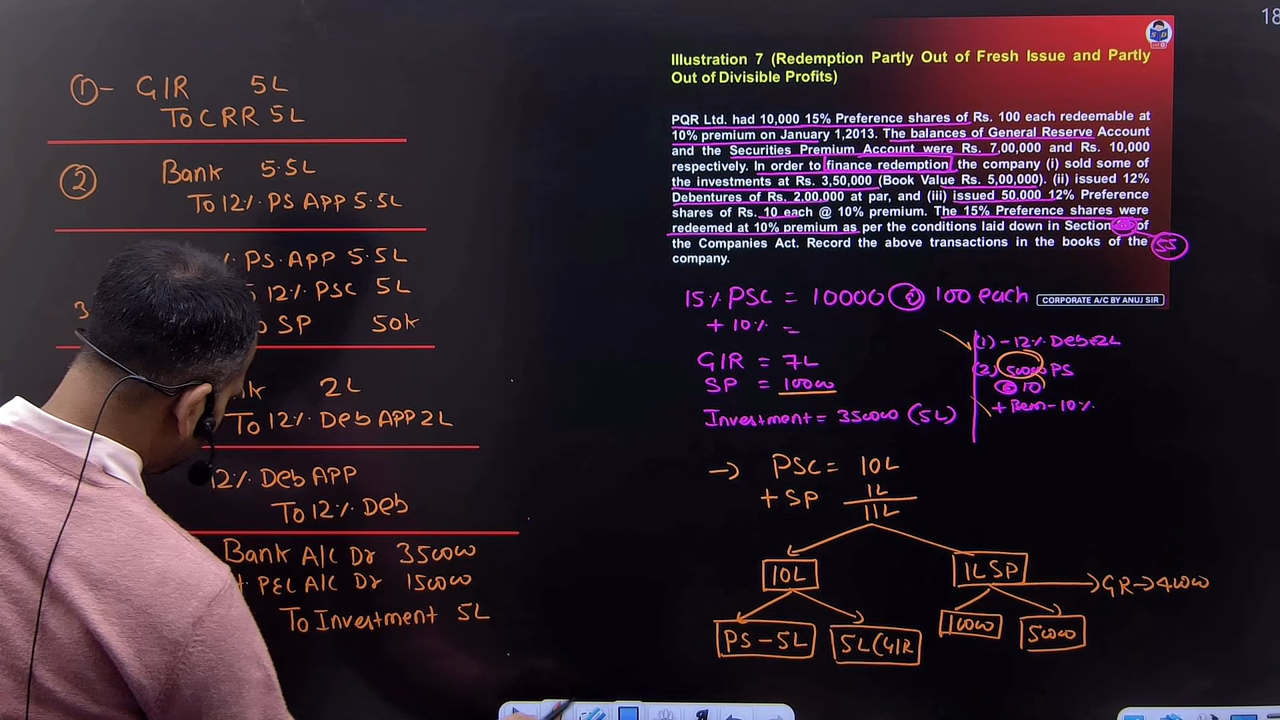 18
Illustration 7 (Redemption Partly Out of Fresh Issue and Partly
Out of Divisible Profits)
PQR Ltd. had 10,000 15% Preference shares of Rs. 100 each redeemable at
10% premium on January 1,2013. The balances of General Reserve Account
and the Securities Premium Account were Rs. 7,00,000 and Rs. 10,000
respectively. In order to finance redemption the company (i) sold some of
the investments at Rs. 3,50,000 (Book Value Rs. 5,00,000). (ii) issued 12%
Debentures of Rs. 2.00.000 at par, and (iii) issued 50.000 12% Preference
shares of Rs. 10 each @ 10% premium. The 15% Preference shares were
redeemed at 10% premium as per the conditions laid down in Section of
the Companies Act. Record the above transactions in the books of the
company.
55
CORPORATE A/C BY ANUJ SIR
① - G/R 5L
To CRR 5L
② Bank 5.5L
To 12% PS APP 5.5L
3 % PS. APP 5.5L
12% PSC 5L
SP 50k
2L
To 12% Deb APP 2L
12% Deb APP
To 12% Deb
Bank A/C Dr 350000
P&L A/C Dr 150000
To Investment 5L
15% PSC = 10000 @ 100 each
+ 10% =
G/R = 7L
SP = 10000
Investment = 350000 (5L)
(1) - 12% Deb=2L
(2) 50000 PS
@ 10
+ Prem - 10%
→ PSC = 10L
+ SP 1L
11L
10L
1L SP
GR → 40000
PS - 5L
5L (G/R
10000
50000